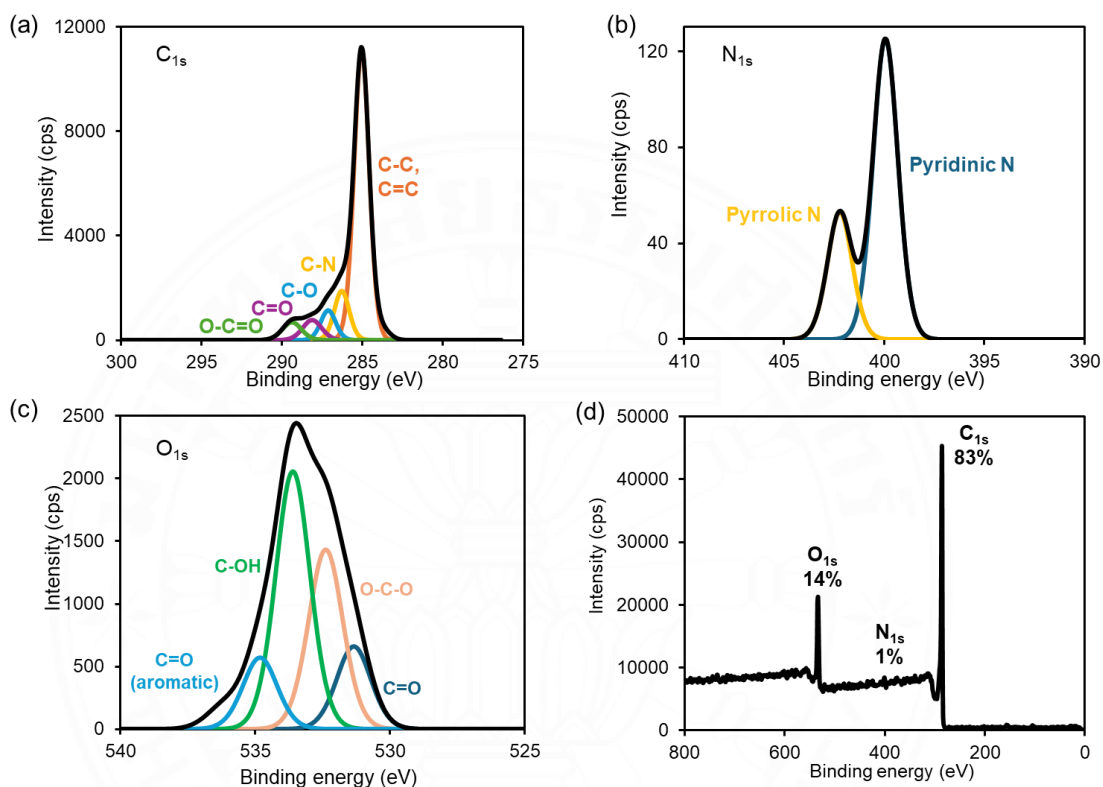 (a)
C1s
Intensity (cps)
12000
8000
4000
0
C-C,
C=C
C-N
C-O
C=O
O-C=O
300 295 290 285 280 275
Binding energy (eV)
(b)
N1s
Intensity (cps)
120
80
40
0
Pyridinic N
Pyrrolic N
410 405 400 395 390
Binding energy (eV)
(c)
O1s
Intensity (cps)
2500
2000
1500
1000
500
0
C-OH
O-C-O
C=O
(aromatic)
C=O
540 535 530 525
Binding energy (eV)
(d)
Intensity (cps)
50000
40000
30000
20000
10000
0
C1s
83%
O1s
14%
N1s
1%
800 600 400 200 0
Binding energy (eV)